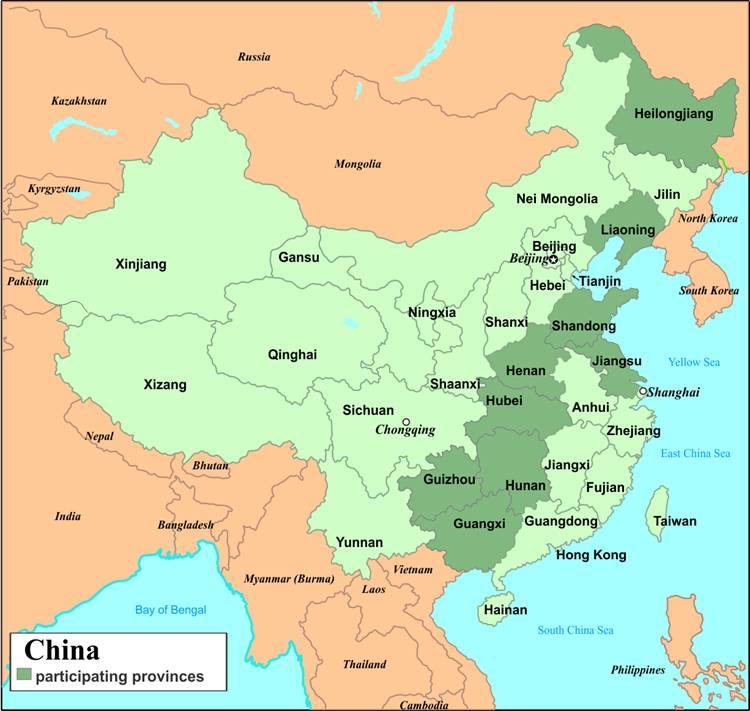 Russia
Kazakhstan
Heilongjiang
Mongolia
Kyrgyzstan
Jilin
Nei Mongolia
North Korea
Liaoning
Beijing
Beijing
Gansu
Xinjiang
Pakistan
Hebei
Tianjin
South Korea
Ningxia
Shanxi
Shandong
Qinghai
Yellow Sea
Jiangsu
Henan
Xizang
Shaanxi
Shanghai
Hubei
Sichuan
Anhui
Chongqing
Zhejiang
Nepal
East China Sea
Bhutan
Jiangxi
Guizhou
Hunan
Fujian
India
Bangladesh
Guangxi
Guangdong
Taiwan
Yunnan
Hong Kong
Vietnam
Myanmar (Burma)
Laos
Bay of Bengal
Hainan
South China Sea
China
Thailand
Philippines
participating provinces
Cambodia